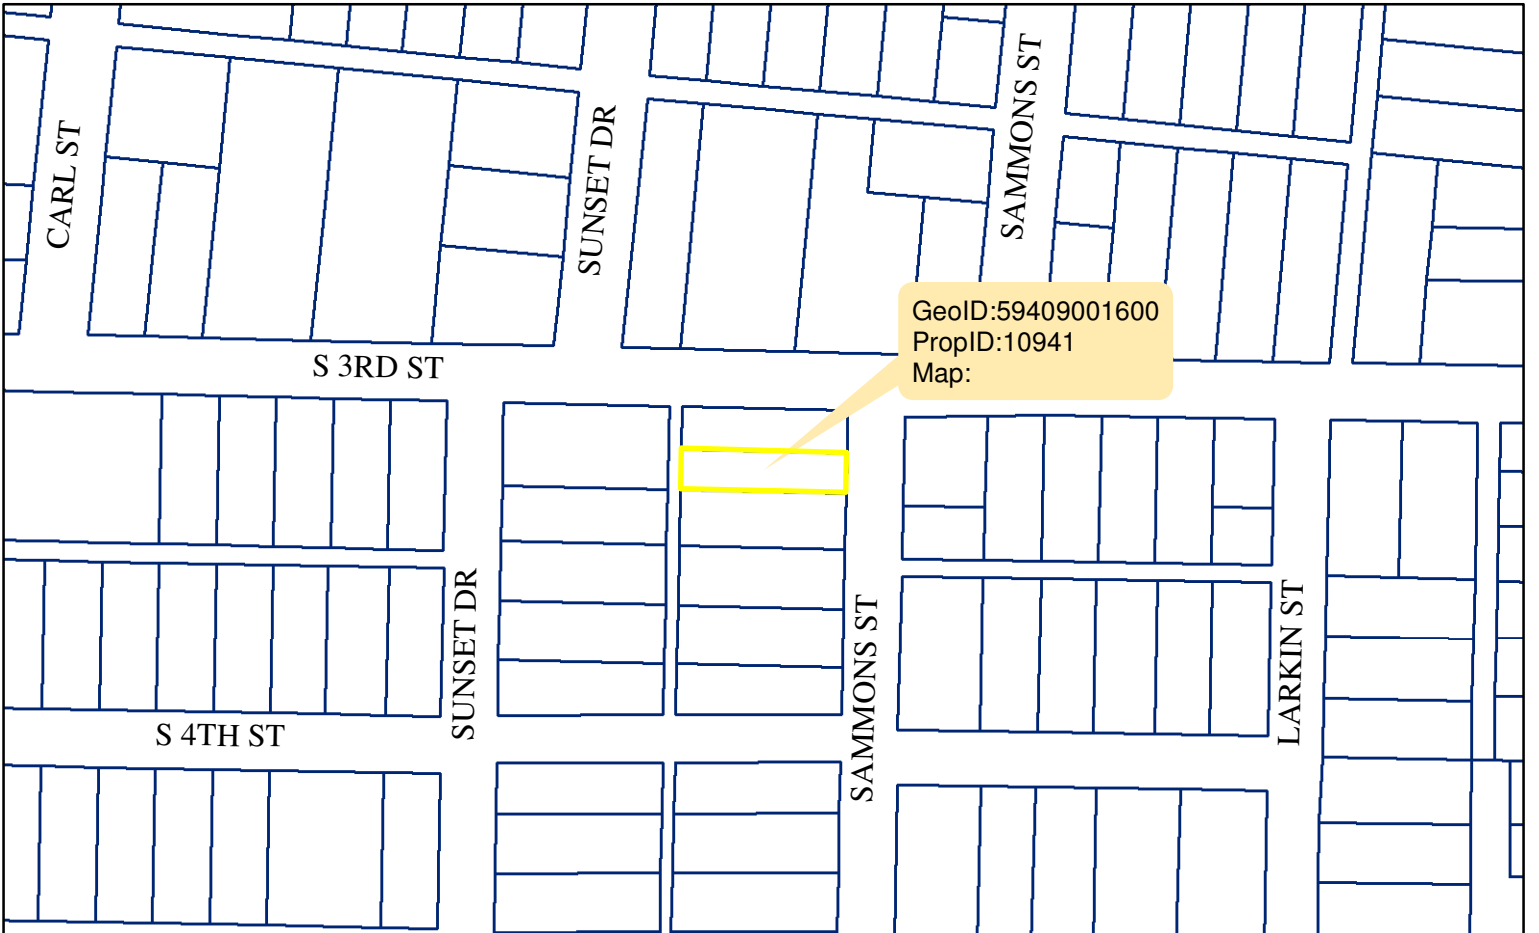 SAMMONS ST
SUNSET DR
CARL ST
GeoID:59409001600
PropID:10941
Map:
S 3RD ST
SUNSET DR
SAMMONS ST
LARKIN ST
S 4TH ST